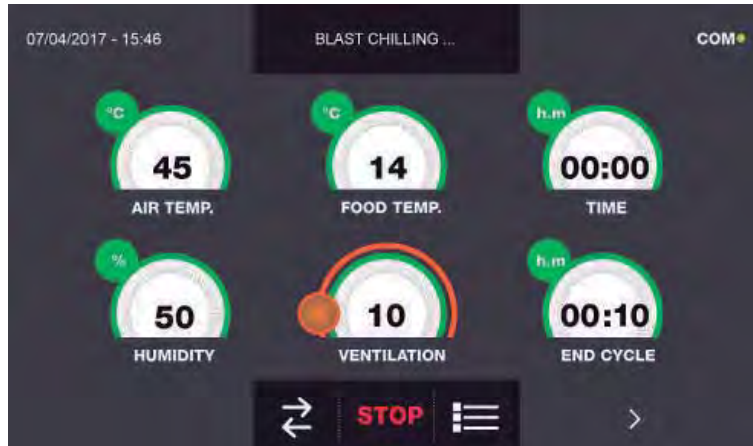 07/04/2017 - 15:46
BLAST CHILLING ...
COM
°C
45
AIR TEMP.
°C
14
FOOD TEMP.
h.m
00:00
TIME
%
50
HUMIDITY
10
VENTILATION
h.m
00:10
END CYCLE
STOP